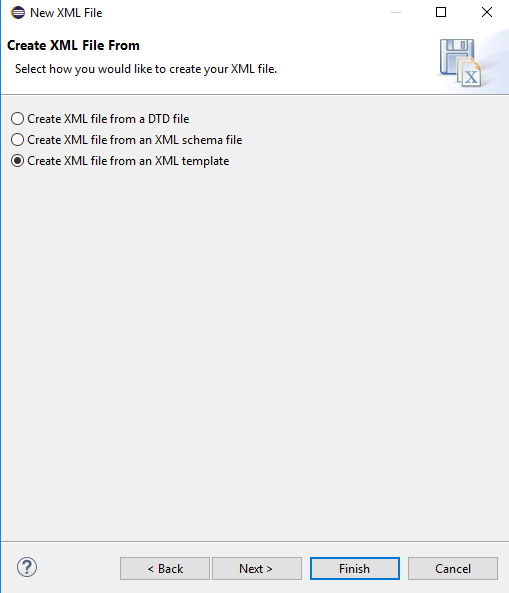 New XML File
Create XML File From
Select how you would like to create your XML file.
X
Create XML file from a DTD file
Create XML file from an XML schema file
Create XML file from an XML template
?
< Back
Next >
Finish
Cancel